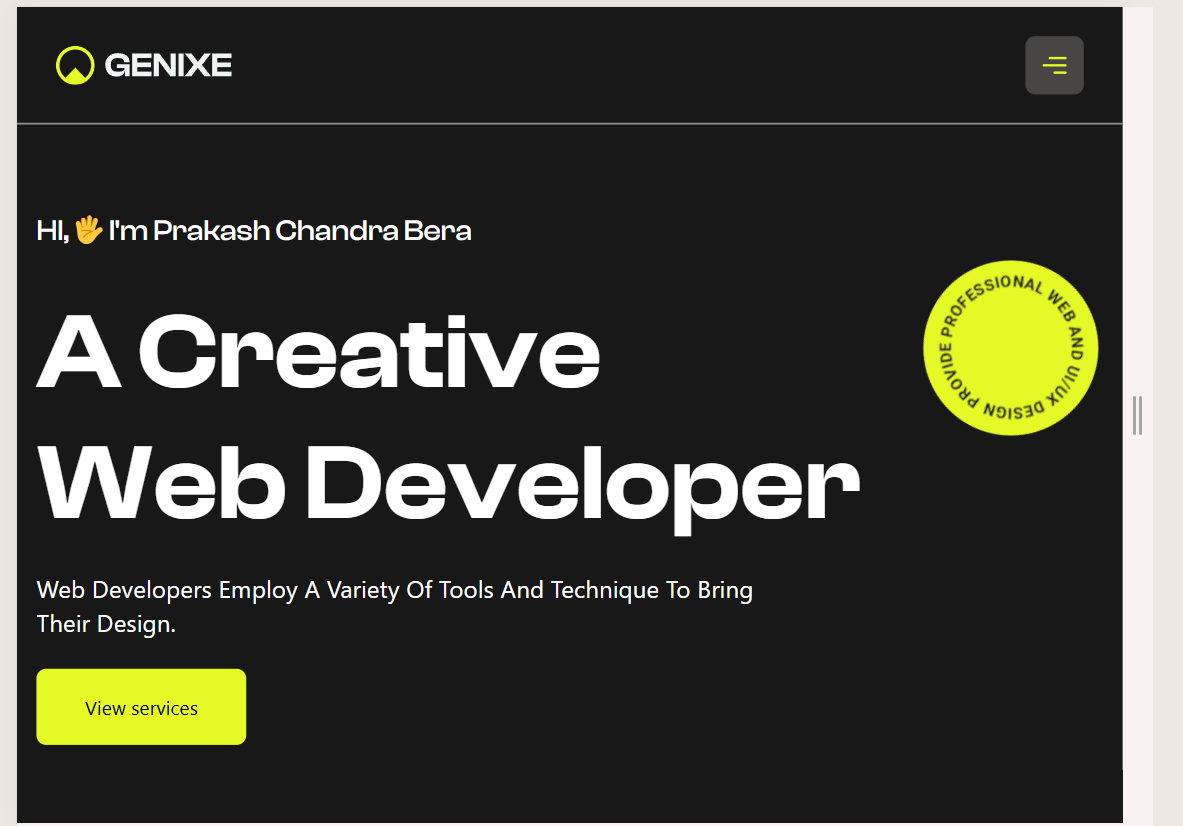 GENIXE
HI, 🖐 I'm Prakash Chandra Bera
A Creative
Web Developer
PROVIDE PROFESSIONAL WEB AND UI/UX DESIGN
Web Developers Employ A Variety Of Tools And Technique To Bring
Their Design.
View services